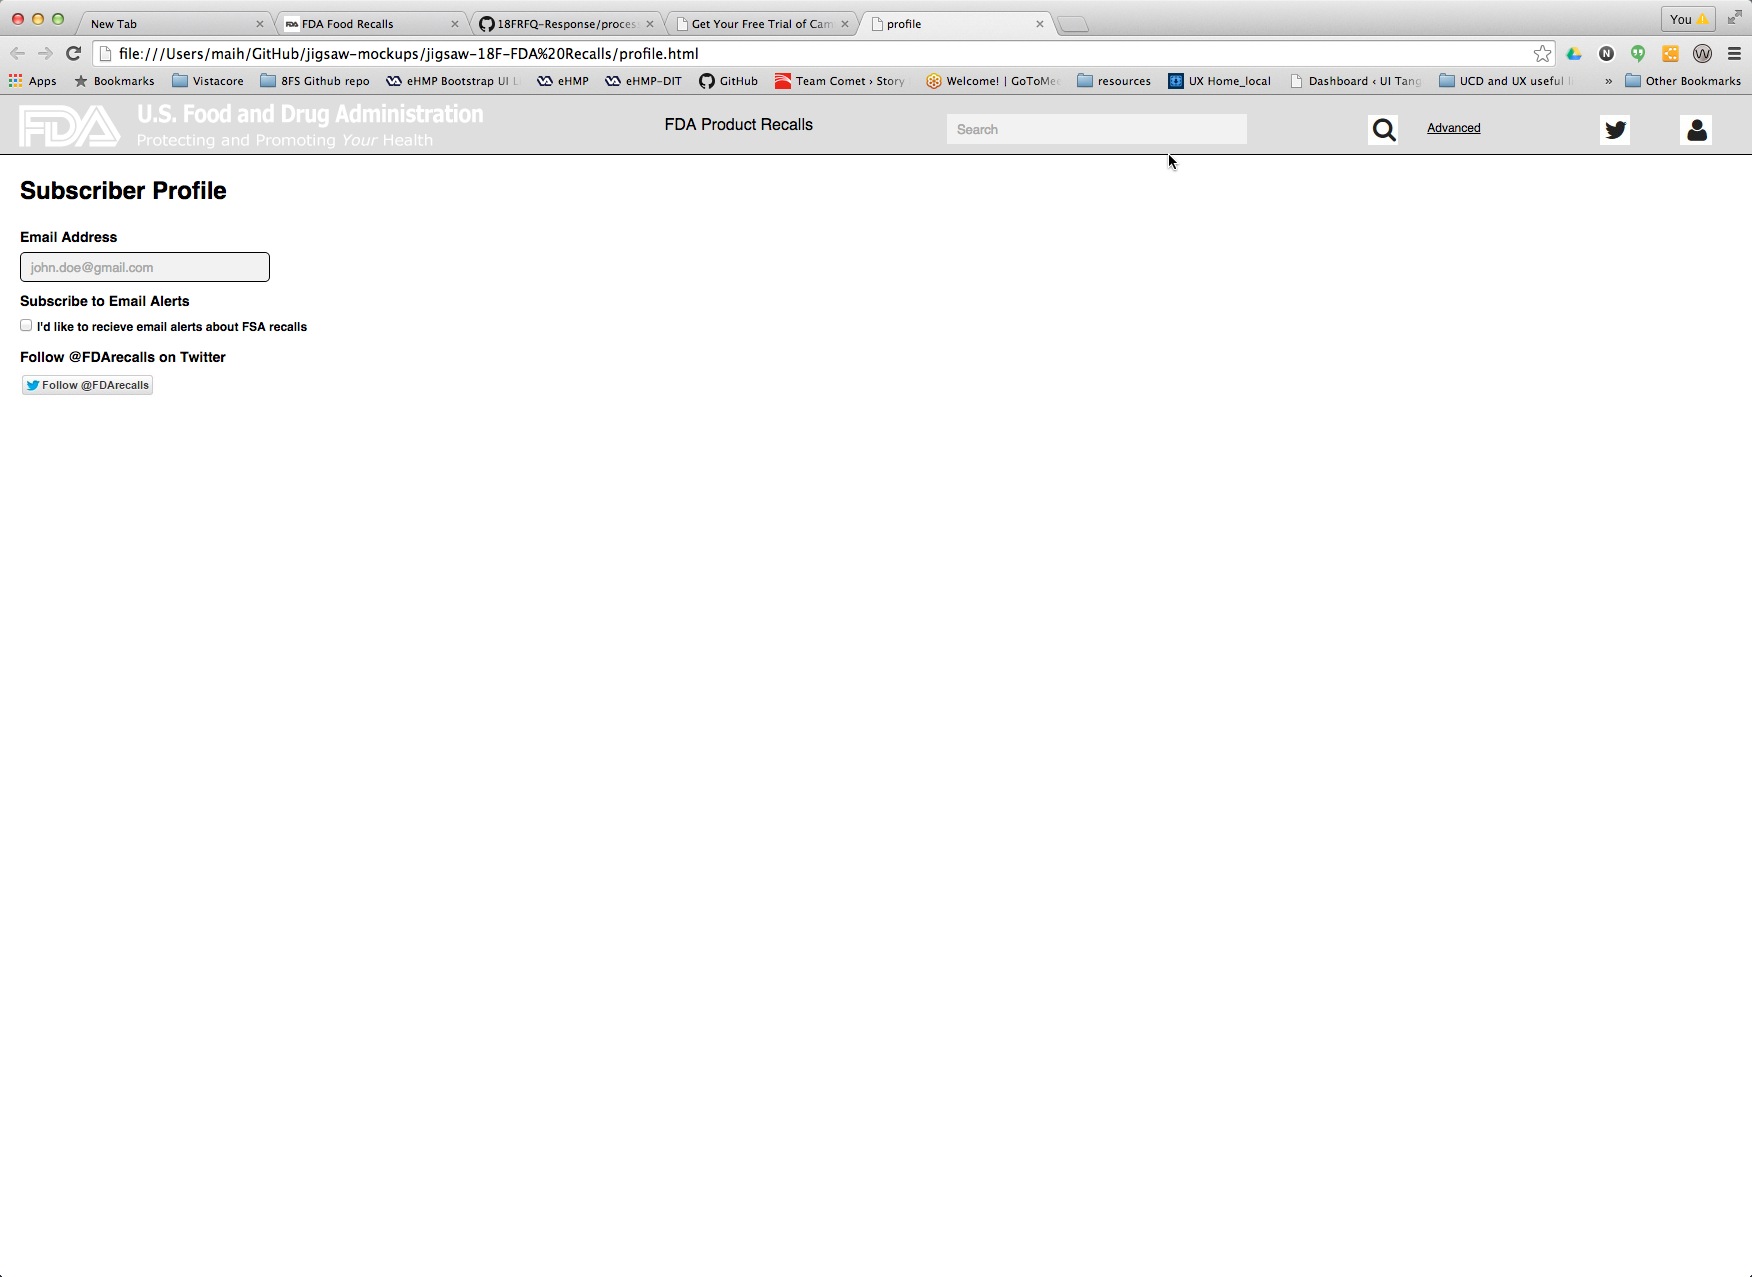 New Tab
FDA Food Recalls
18FRFQ-Response/proces
Get Your Free Trial of Cam
profile
You
file:///Users/maih/GitHub/jigsaw-mockups/jigsaw-18F-FDA%20Recalls/profile.html
Apps
Bookmarks
Vistacore
8FS Github repo
eHMP Bootstrap UI L
eHMP
eHMP-DIT
GitHub
Team Comet › Story
Welcome! | GoToMee
resources
UX Home_local
Dashboard ‹ UI Tang
UCD and UX useful li
»
Other Bookmarks
FDA
U.S. Food and Drug Administration
Protecting and Promoting Your Health
FDA Product Recalls
Search
Advanced
Subscriber Profile
Email Address
john.doe@gmail.com
Subscribe to Email Alerts
I'd like to recieve email alerts about FSA recalls
Follow @FDArecalls on Twitter
Follow @FDArecalls